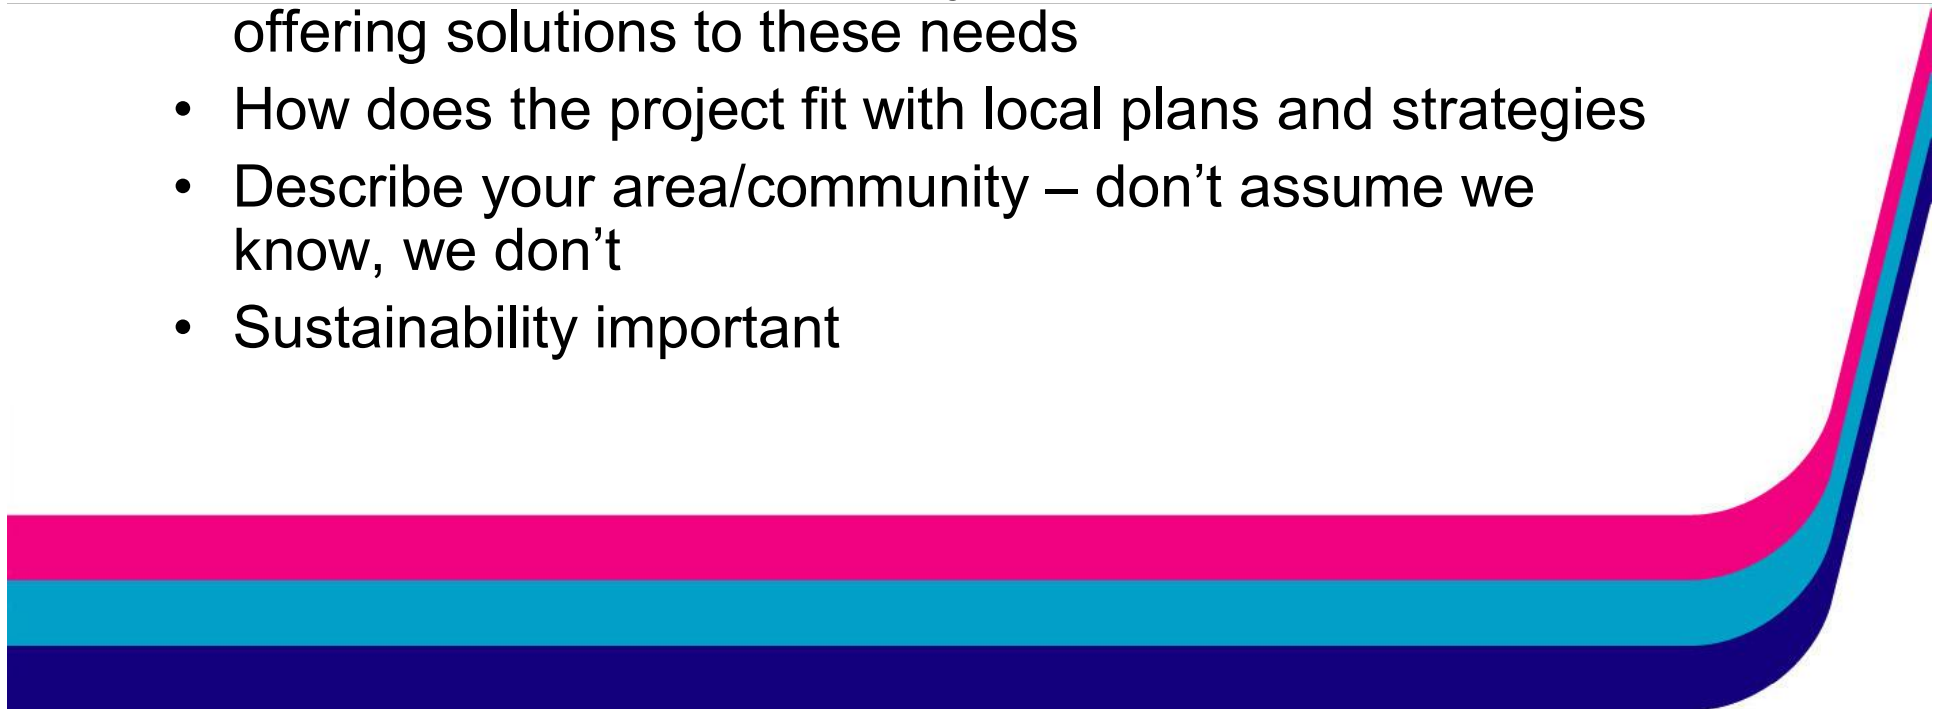 offering solutions to these needs
• How does the project fit with local plans and strategies
• Describe your area/community – don’t assume we
know, we don’t
• Sustainability important